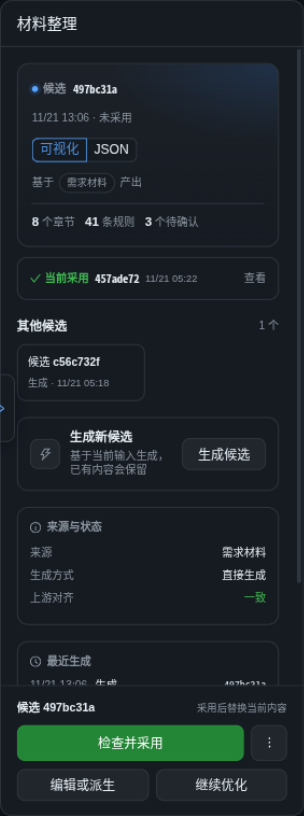 材料整理
候选 497bc31a
11/21 13:06 · 未采用
可视化 JSON
基于 需求材料 产出
8 个章节 41 条规则 3 个待确认
当前采用 457ade72 11/21 05:22 查看
其他候选 1 个
候选 c56c732f
生成 · 11/21 05:18
生成新候选
基于当前输入生成，
已有内容会保留
生成候选
来源与状态
来源 需求材料
生成方式 直接生成
上游对齐 一致
最近生成
11/21 13:06 生成 497bc31a
候选 497bc31a 采用后替换当前内容
检查并采用
编辑或派生 继续优化